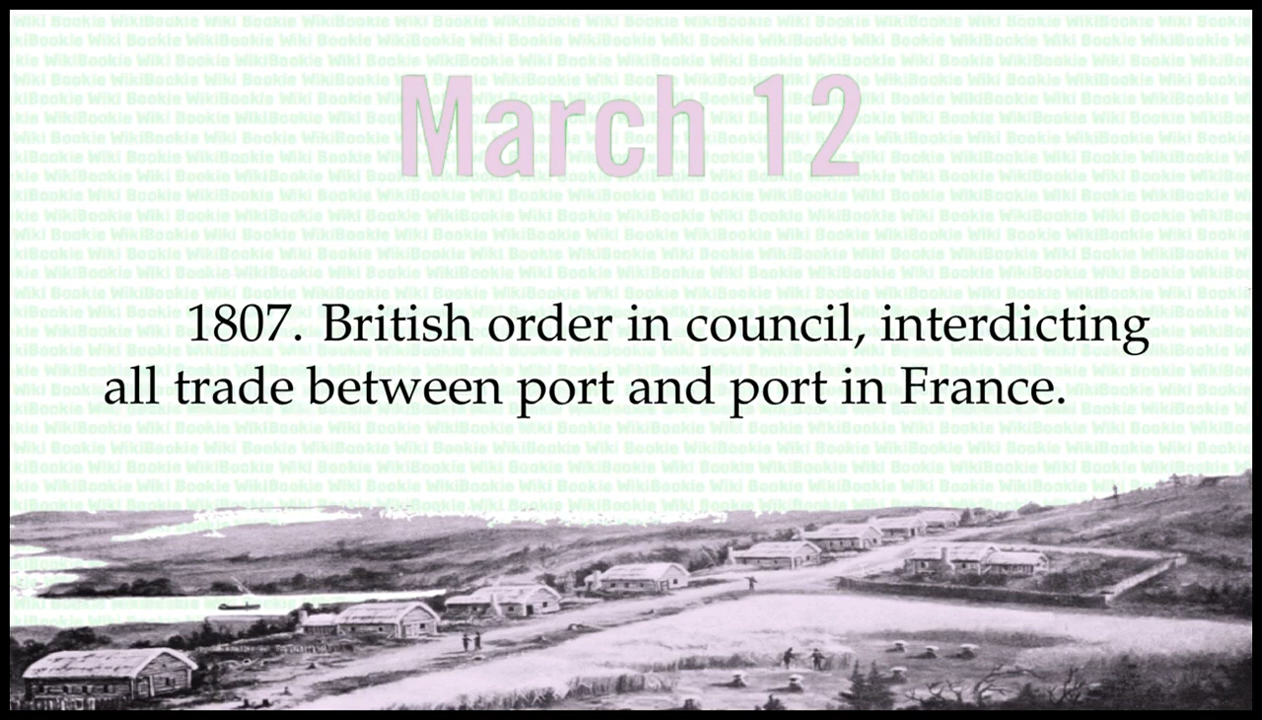 March 12
1807. British order in council, interdicting
all trade between port and port in France.